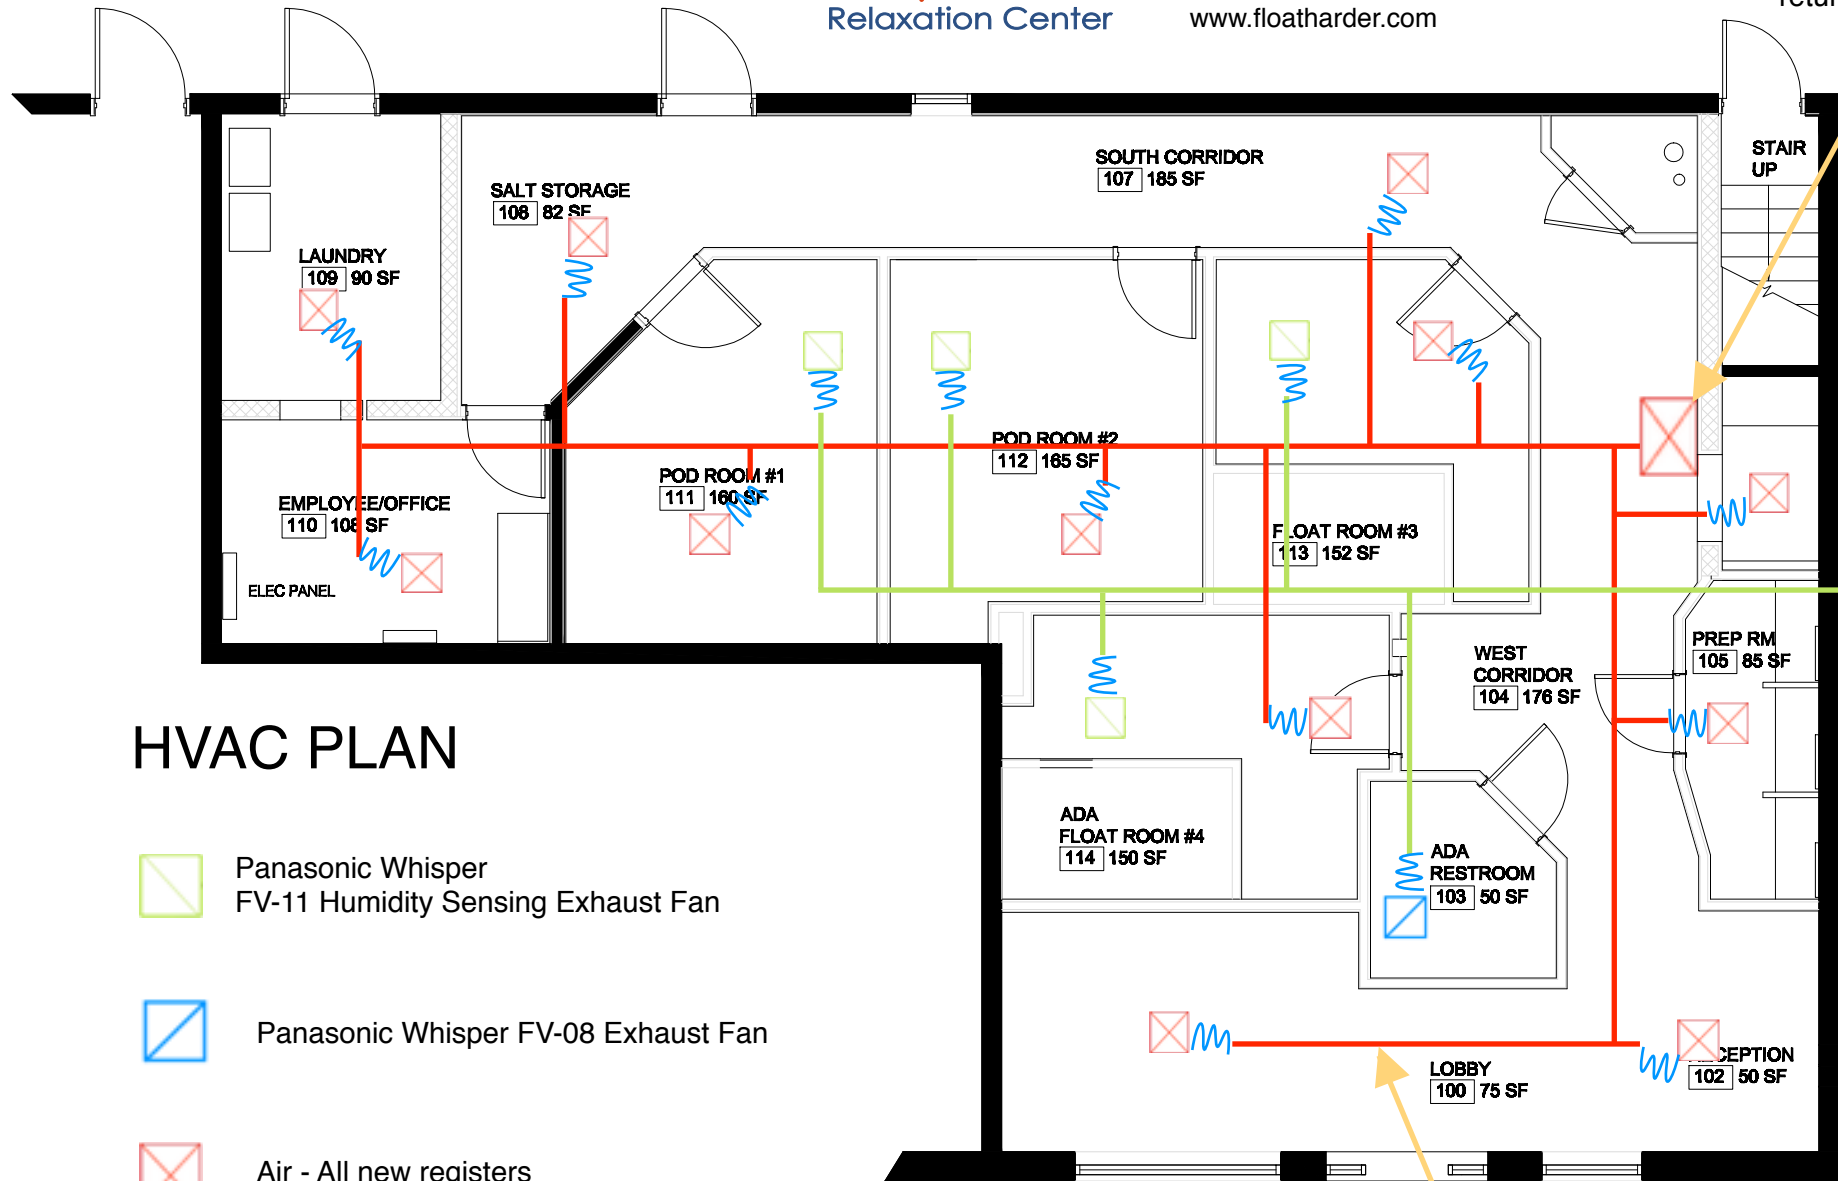 Relaxation Center
www.floatharder.com
STAIR
UP
SOUTH CORRIDOR
107 185 SF
SALT STORAGE
108 82 SF
LAUNDRY
109 90 SF
POD ROOM #2
112 165 SF
POD ROOM #1
111 160 SF
EMPLOYEE/OFFICE
110 108 SF
FLOAT ROOM #3
113 152 SF
ELEC PANEL
PREP RM
105 85 SF
WEST
CORRIDOR
104 176 SF
HVAC PLAN
ADA
FLOAT ROOM #4
114 150 SF
ADA
RESTROOM
103 50 SF
Panasonic Whisper
FV-11 Humidity Sensing Exhaust Fan
Panasonic Whisper FV-08 Exhaust Fan
LOBBY
100 75 SF
RECEPTION
102 50 SF
Air - All new registers